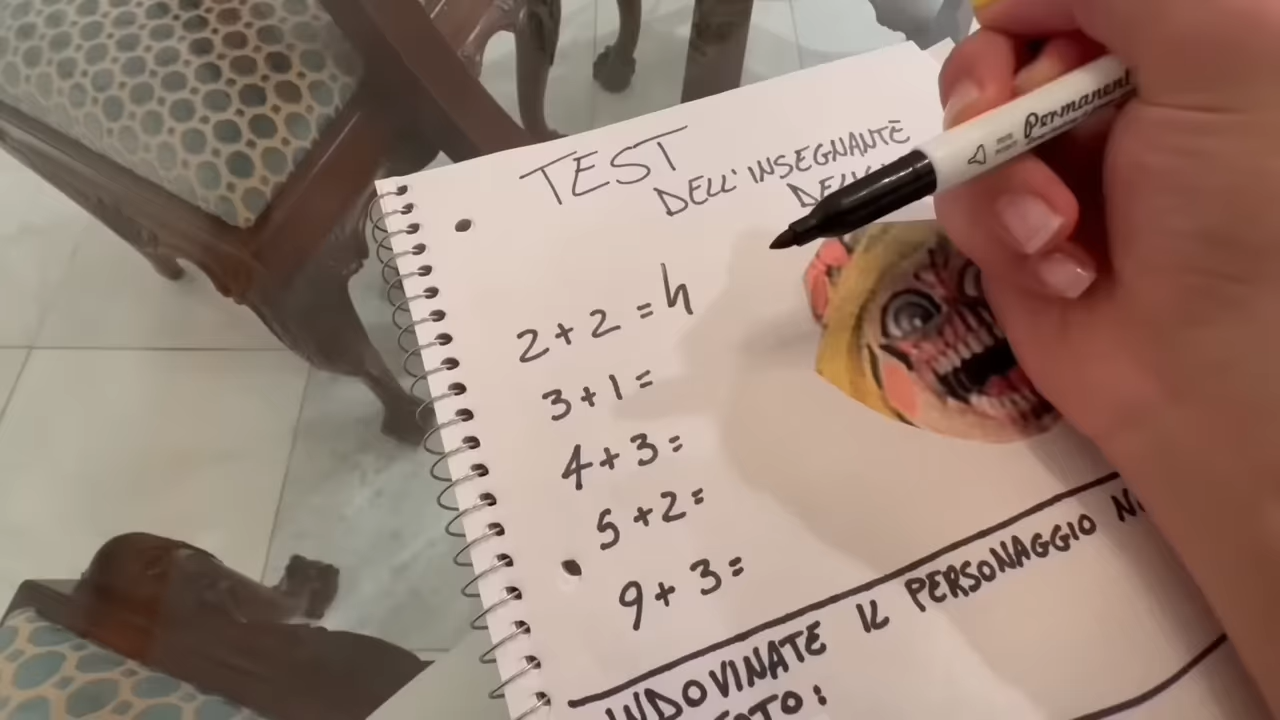 TEST
DELL'INSEGNANTE
2+2=4
3+1=
4+3=
5+2=
9+3=
INDOVINATE IL PERSONAGGIO
Permanent